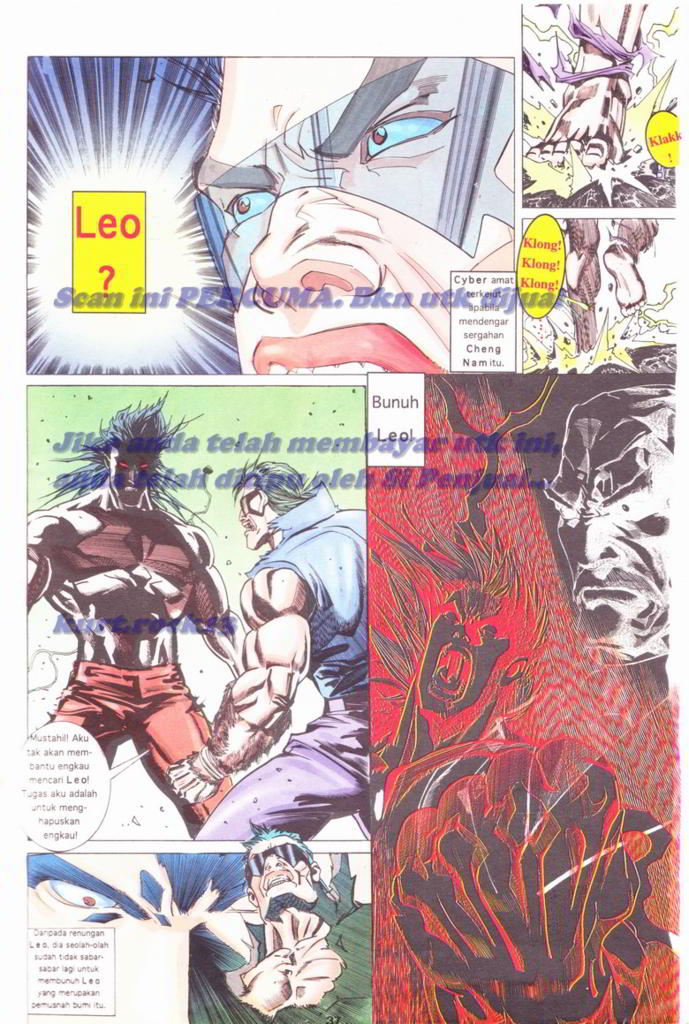 Klakk
!
Leo
?
Klong!
Klong!
Klong!
Cyber amat
terkejut
apabila
mendengar
sergahan
Cheng
Nam itu.
Scan ini PERCUMA. Bkn utk dijual
Bunuh
Leo!
Jika anda telah membayar utk ini,
anda telah ditipu oleh Si Penjual...
kurt.rock13
Mustahil! Aku
tak akan mem-
bantu engkau
mencari Leo!
Tugas aku adalah
untuk meng-
hapuskan
engkau!
Daripada renungan
Leo, dia seolah-olah
sudah tidak sabar-
sabar lagi untuk
membunuh Leo
yang merupakan
pemusnah bumi itu.
37